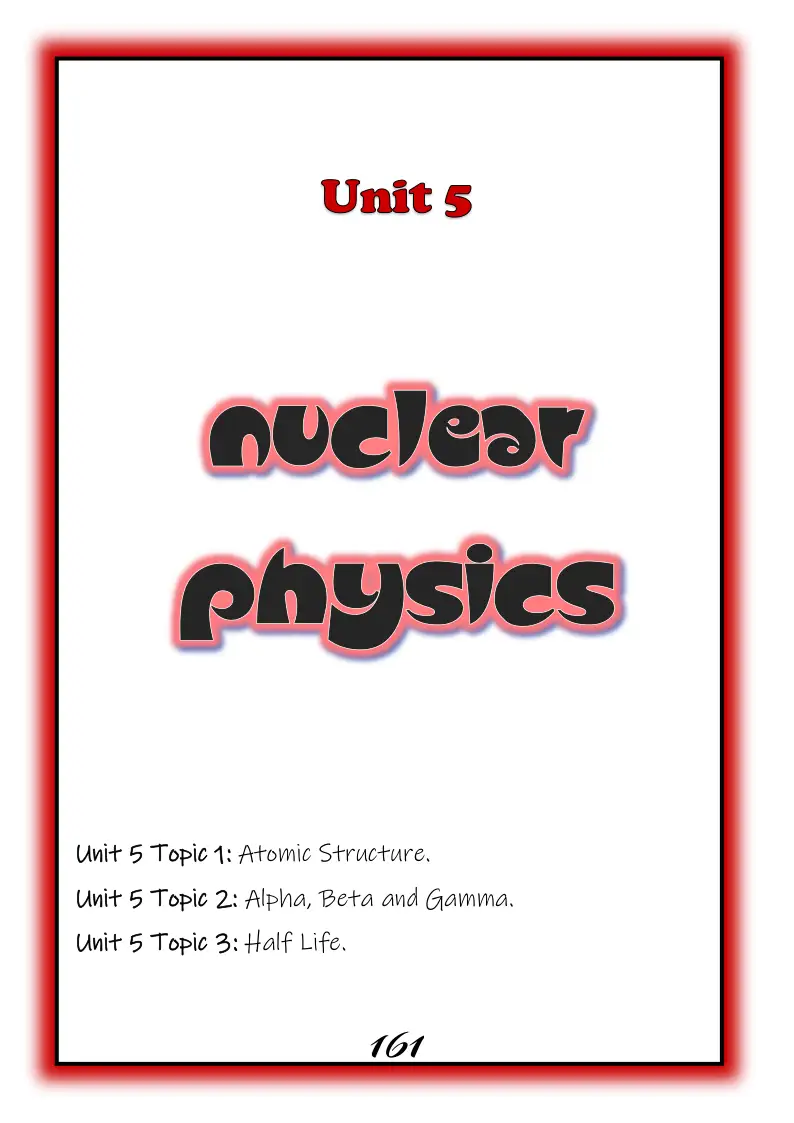 Unit 5
nuclear
physics
Unit 5 Topic 1: Atomic Structure.
Unit 5 Topic 2: Alpha, Beta and Gamma.
Unit 5 Topic 3: Half Life.
161